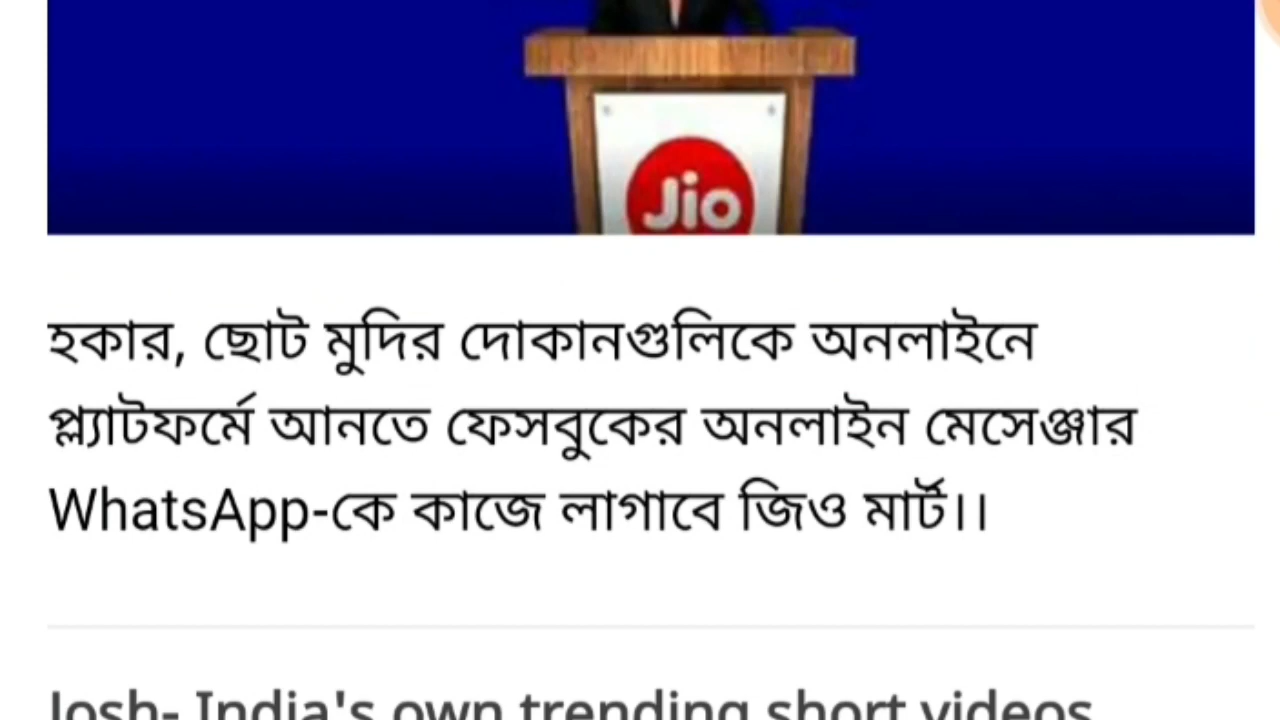 Jio
হকার, ছোট মুদির দোকানগুলিকে অনলাইনে
প্ল্যাটফর্মে আনতে ফেসবুকের অনলাইন মেসেঞ্জার
WhatsApp-কে কাজে লাগাবে জিও মার্ট।।
Josh- India's own trending short videos